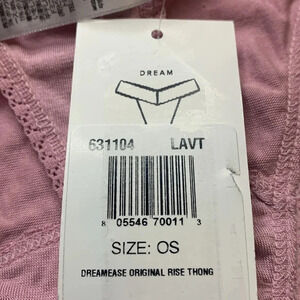 DREAM
631104 LAVT
8 05546 70011 3
SIZE: OS
DREAMEASE ORIGINAL RISE THONG